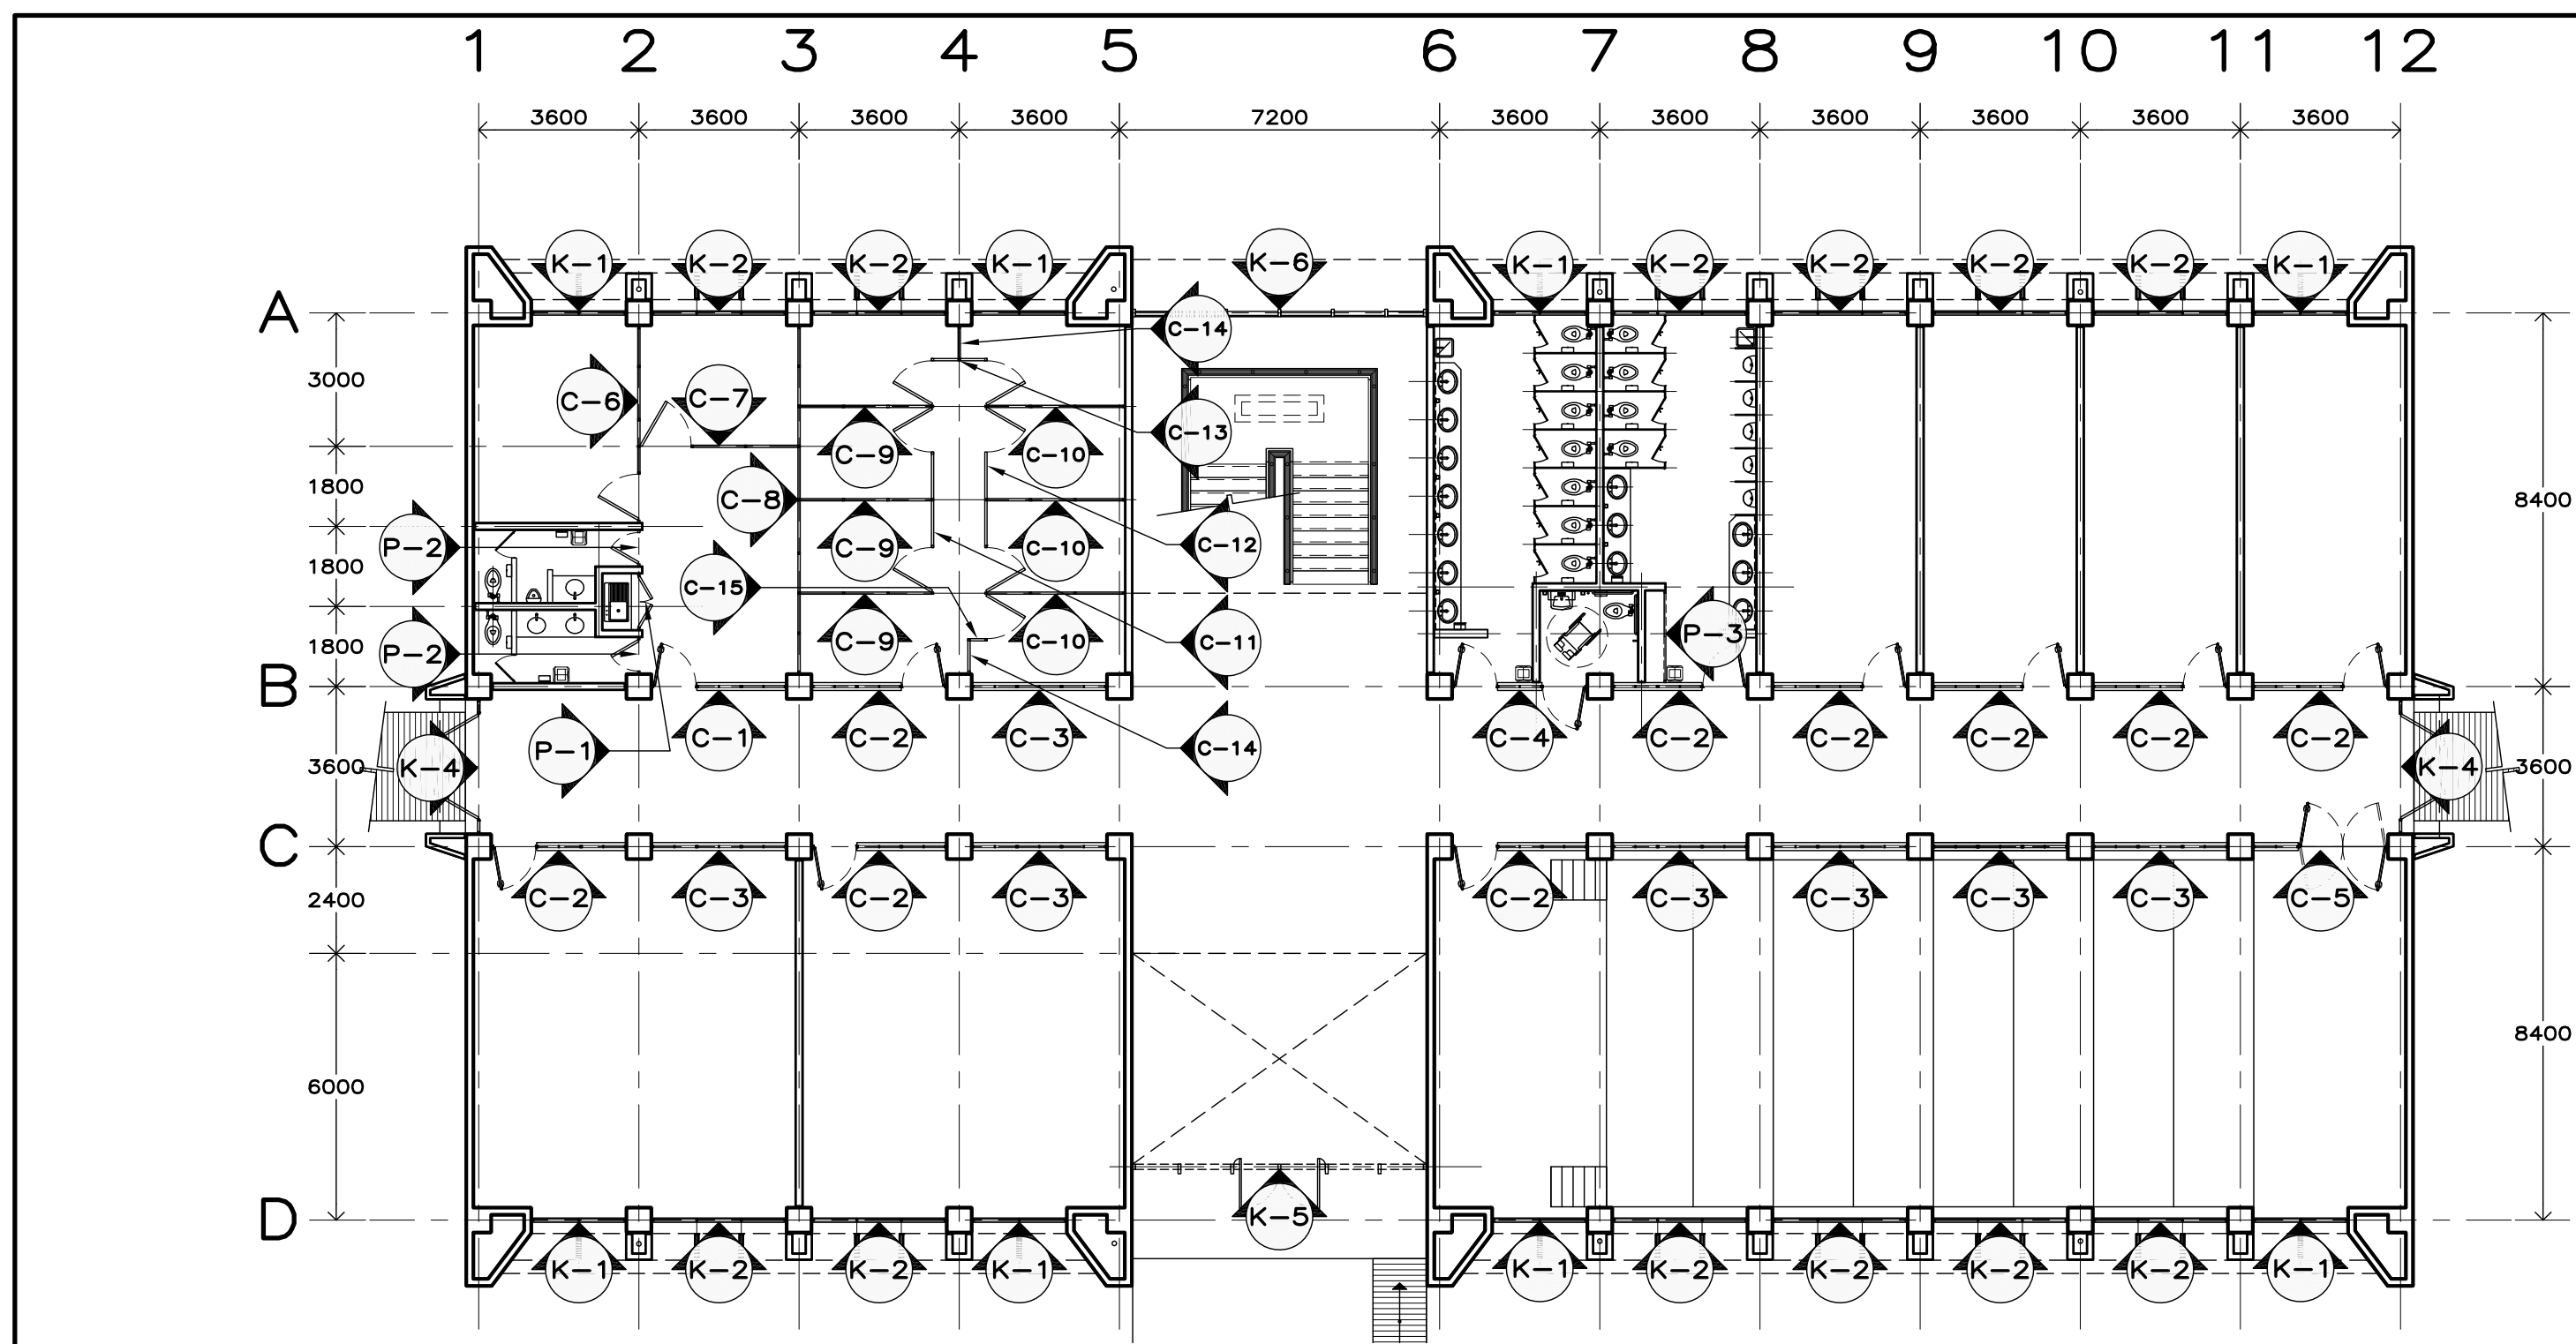 1 2 3 4 5 6 7 8 9 10 11 12
3600 3600 3600 3600 7200 3600 3600 3600 3600 3600 3600
K-1 K-2 K-2 K-1 K-6 K-1 K-2 K-2 K-2 K-2 K-1
A
C-14
3000
C-6 C-7
C-13
C-9 C-10
1800
C-8
8400
P-2
C-9 C-10 C-12
1800
C-15
P-2
1800
C-9 C-10 C-11
P-3
B
P-1 C-1 C-2 C-3 C-14 C-4 C-2 C-2 C-2 C-2 C-2
3600 K-4
K-4 3600
C
2400 C-2 C-3 C-2 C-3 C-2 C-3 C-3 C-3 C-3 C-5
8400
6000
D
K-5
K-1 K-2 K-2 K-1 K-1 K-2 K-2 K-2 K-2 K-1